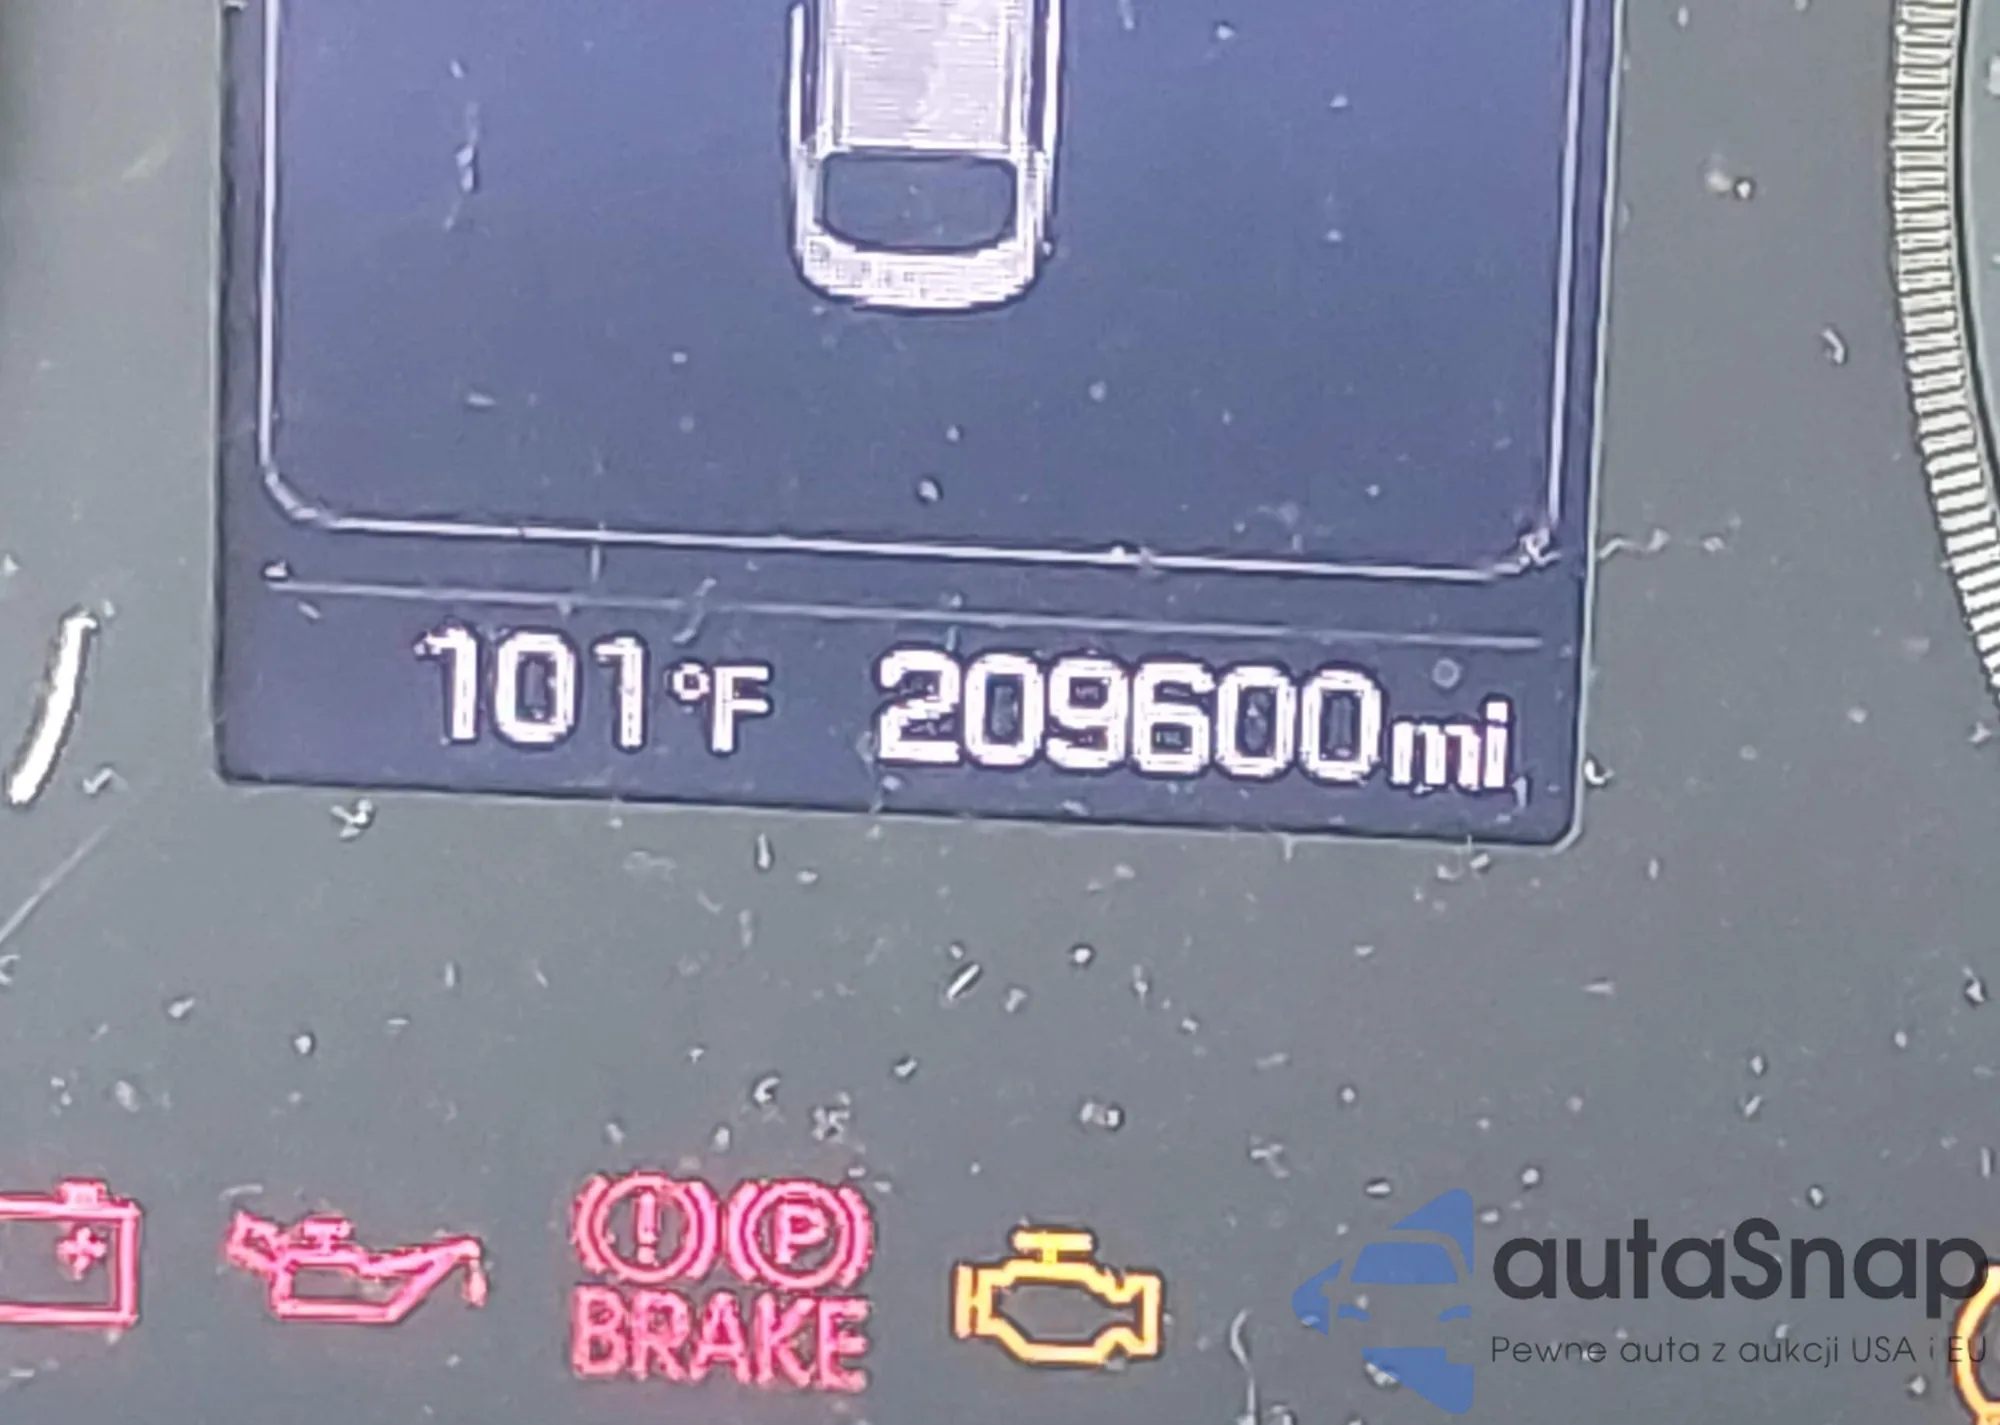 101°F 209600mi
P
BRAKE
autaSnap
Pewne auta z aukcji USA i EU